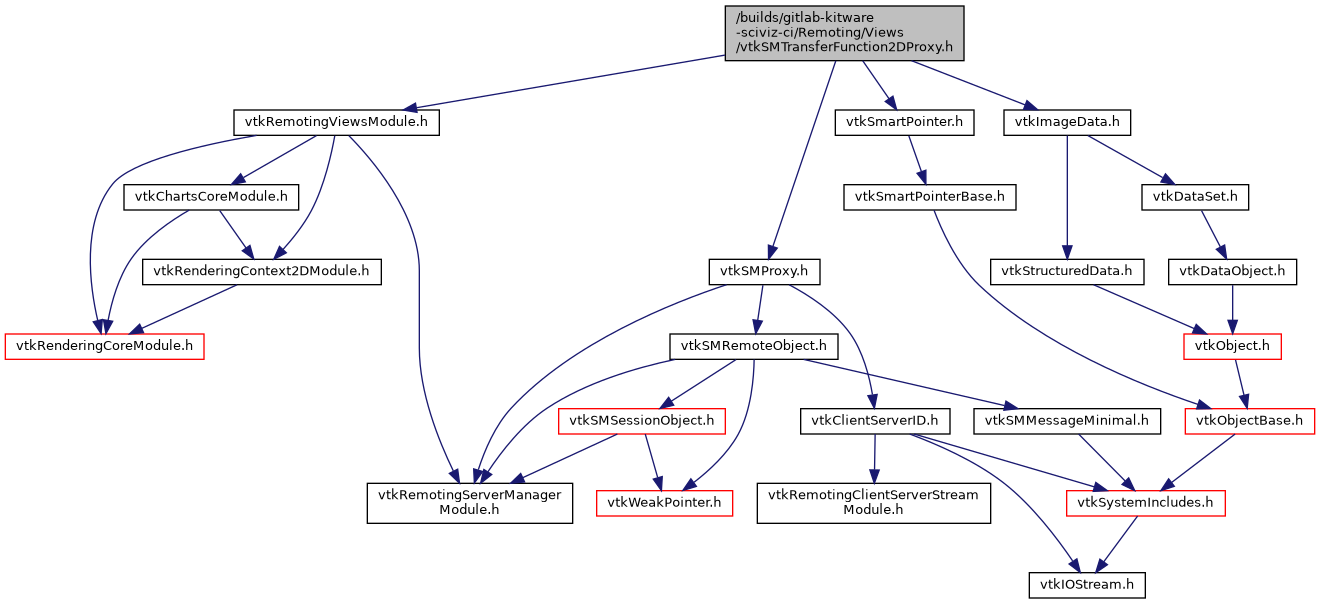 /builds/gitlab-kitware
-sciviz-ci/Remoting/Views
/vtkSMTransferFunction2DProxy.h
vtkRemotingViewsModule.h
vtkSmartPointer.h
vtkImageData.h
vtkChartsCoreModule.h
vtkSmartPointerBase.h
vtkDataSet.h
vtkRenderingContext2DModule.h
vtkSMProxy.h
vtkStructuredData.h
vtkDataObject.h
vtkRenderingCoreModule.h
vtkSMRemoteObject.h
vtkObject.h
vtkSMSessionObject.h
vtkClientServerID.h
vtkSMMessageMinimal.h
vtkObjectBase.h
vtkRemotingServerManager
Module.h
vtkWeakPointer.h
vtkRemotingClientServerStream
Module.h
vtkSystemIncludes.h
vtkIOStream.h